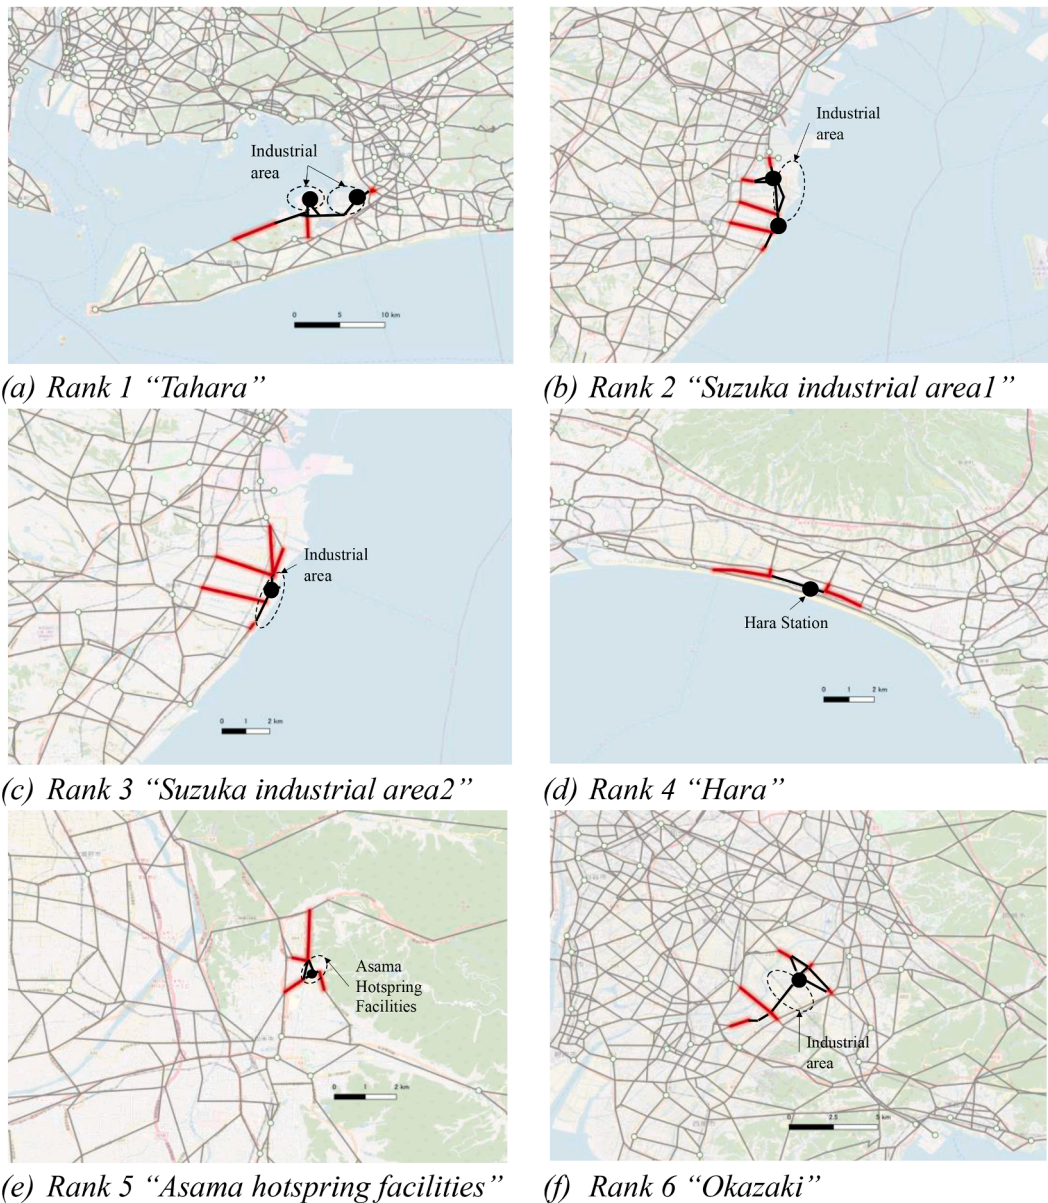 Industrial
area
0 5 10 km
(a) Rank 1 “Tahara”
Industrial
area
(b) Rank 2 “Suzuka industrial area1”
Industrial
area
0 1 2 km
(c) Rank 3 “Suzuka industrial area2”
Hara Station
0 1 2 km
(d) Rank 4 “Hara”
Asama
Hotspring
Facilities
0 1 2 km
(e) Rank 5 “Asama hotspring facilities”
Industrial
area
0 2.5 5 km
(f) Rank 6 “Okazaki”